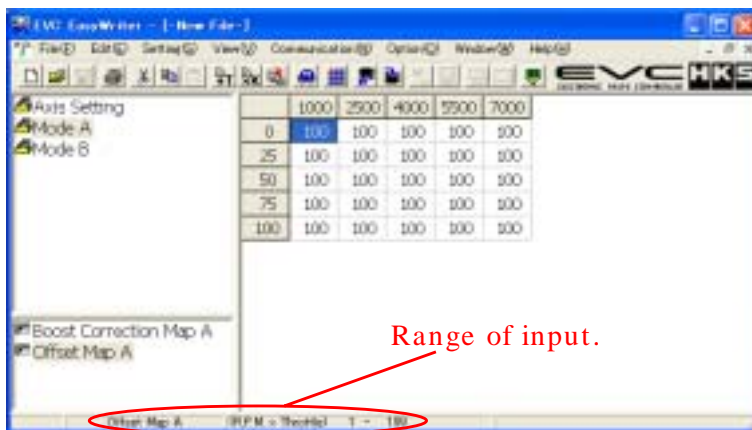 EVC EasyWriter - [-New File-]
File(F) Edit(E) Setting(S) View(V) Communication(B) Option(O) Window(W) Help(H)
EVC HKS
Axis Setting
Mode A
Mode B
1000 2500 4000 5500 7000
0 100 100 100 100 100
25 100 100 100 100 100
50 100 100 100 100 100
75 100 100 100 100 100
100 100 100 100 100 100
Boost Correction Map A
Offset Map A
Range of input.
Offset Map A (R.P.M × Throttle) 1 -